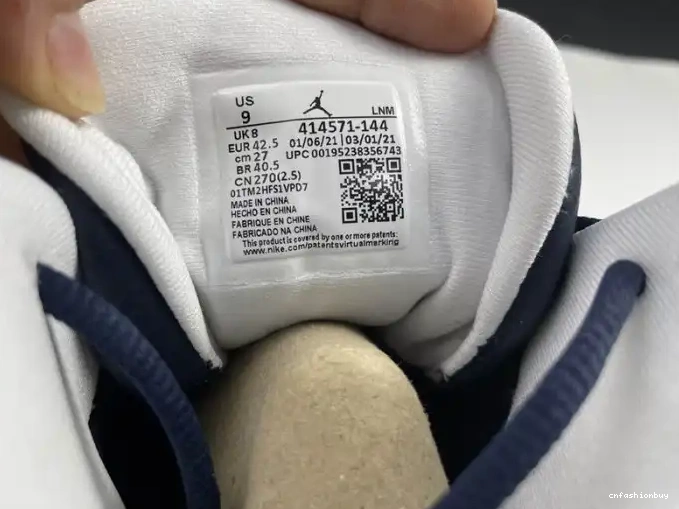 US
9
LNM
UK 8
414571-144
EUR 42.5
01/06/21 | 03/01/21
cm 27
UPC 00195238356743
BR 40.5
CN 270(2.5)
01TM2HFS1VPD7
MADE IN CHINA
HECHO EN CHINA
FABRIQUE EN CHINE
FABRICADO NA CHINA
This product is covered by one or more patents:
www.nike.com/patentsvirtualmarking
cnfashionbuy